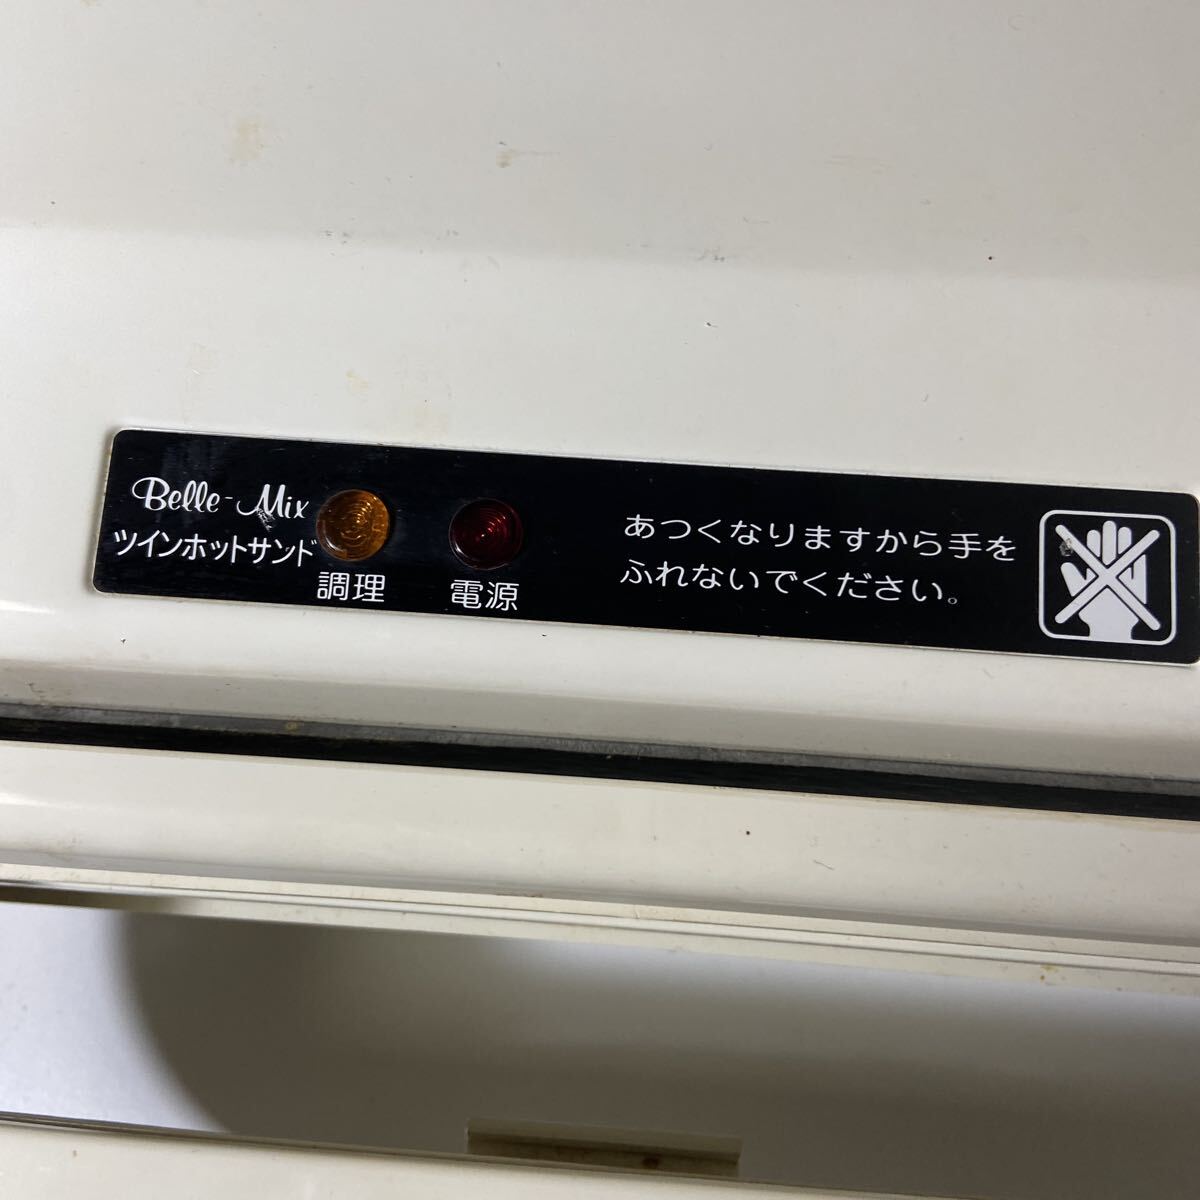 Belle-Mix
ツインホットサンド
調理
電源
あつくなりますから手を
ふれないでください。